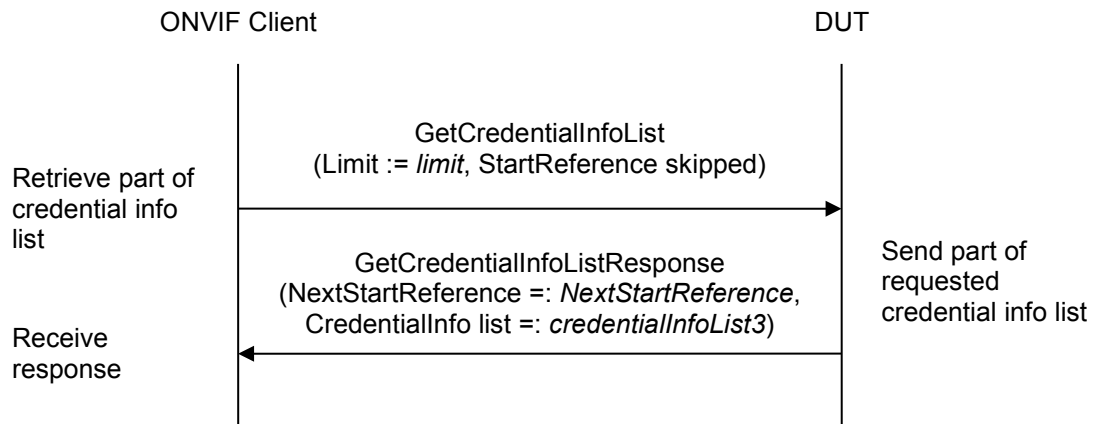 ONVIF Client
DUT
GetCredentialInfoList
(Limit := limit, StartReference skipped)
Retrieve part of
credential info
list
GetCredentialInfoListResponse
(NextStartReference =: NextStartReference,
CredentialInfo list =: credentialInfoList3)
Send part of
requested
credential info list
Receive
response